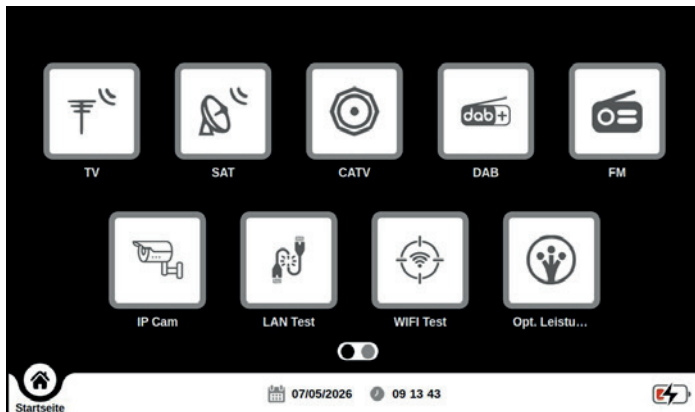 TV
SAT
CATV
dab+
DAB
FM
IP Cam
LAN Test
WIFI Test
Opt. Leistu...
Startseite
07/05/2026
09 13 43